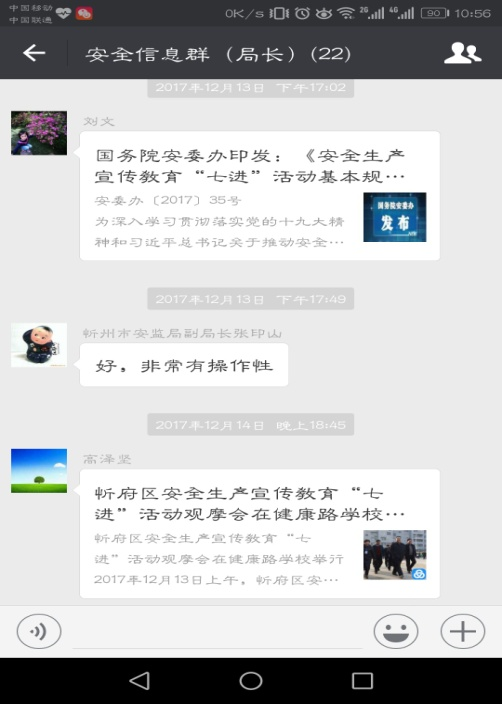 中国移动
中国联通
0K/s 2G 4G 90 10:56
安全信息群（局长）(22)
2017年12月13日 下午17:02
刘文
国务院安委办印发：《安全生产
宣传教育“七进”活动基本规…
安委办〔2017〕35号
为深入学习贯彻落实党的十九大精
神和习近平总书记关于推动安全…
国务院安委办
发布
2017年12月13日 下午17:49
忻州市安监局副局长张印山
好，非常有操作性
2017年12月14日 晚上18:45
高泽坚
忻府区安全生产宣传教育“七
进”活动观摩会在健康路学校…
忻府区安全生产宣传教育“七
进”活动观摩会在健康路学校举行
2017年12月13日上午，忻府区安…